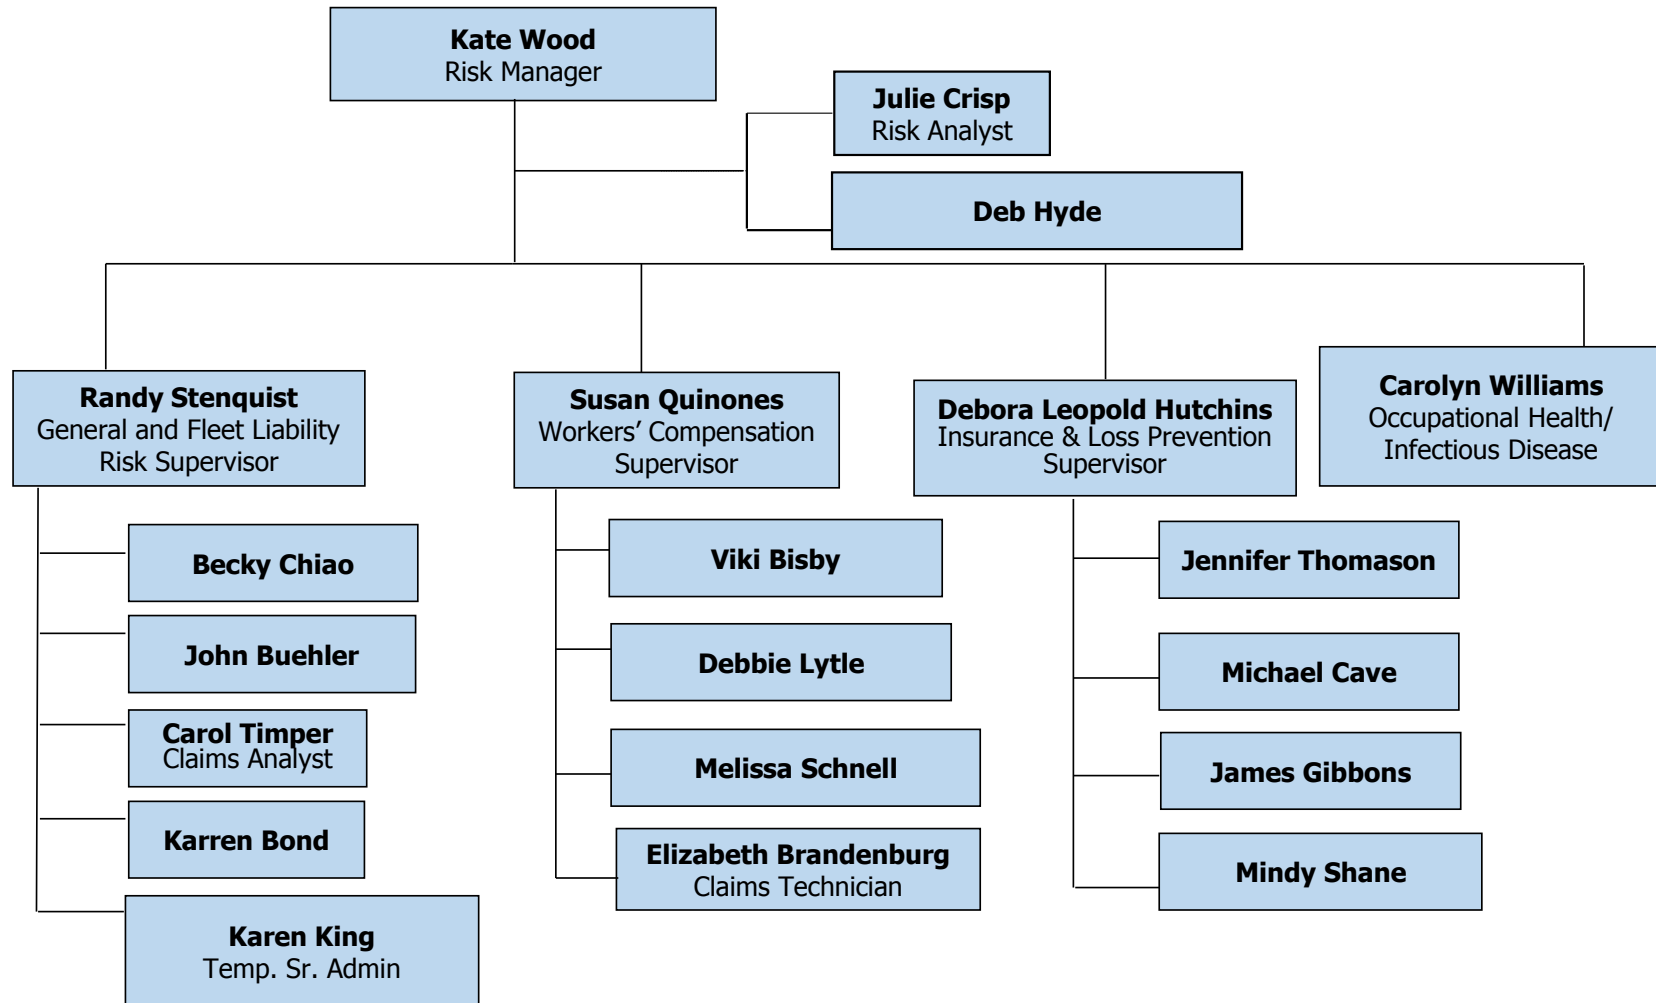 Kate Wood
Risk Manager
Julie Crisp
Risk Analyst
Deb Hyde
Randy Stenquist
General and Fleet Liability
Risk Supervisor
Susan Quinones
Workers’ Compensation
Supervisor
Debora Leopold Hutchins
Insurance & Loss Prevention
Supervisor
Carolyn Williams
Occupational Health/
Infectious Disease
Becky Chiao
John Buehler
Carol Timper
Claims Analyst
Karren Bond
Karen King
Temp. Sr. Admin
Viki Bisby
Debbie Lytle
Melissa Schnell
Elizabeth Brandenburg
Claims Technician
Jennifer Thomason
Michael Cave
James Gibbons
Mindy Shane